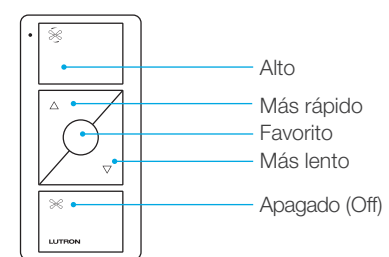 Alto
Más rápido
Favorito
Más lento
Apagado (Off)
LUTRON